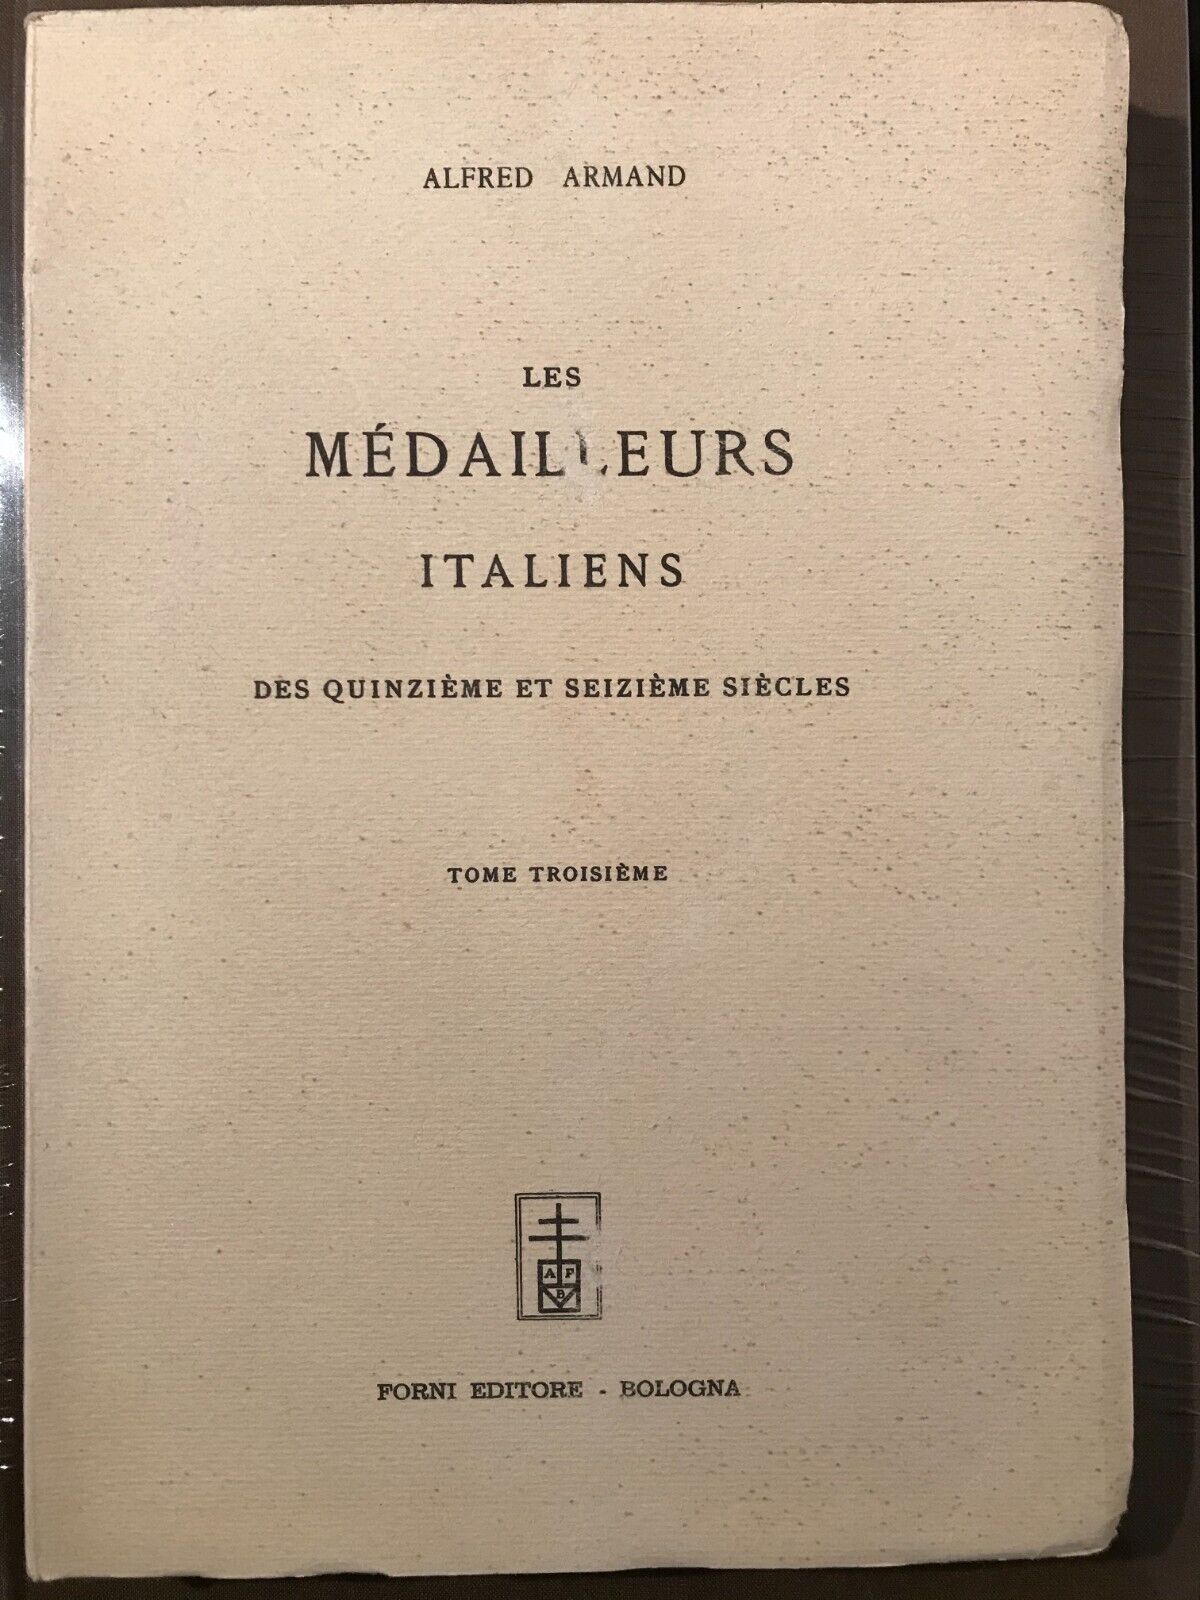 ALFRED ARMAND
LES
MÉDAILLEURS
ITALIENS
DES QUINZIÈME ET SEIZIÈME SIÈCLES
TOME TROISIÈME
A F
B
FORNI EDITORE - BOLOGNA